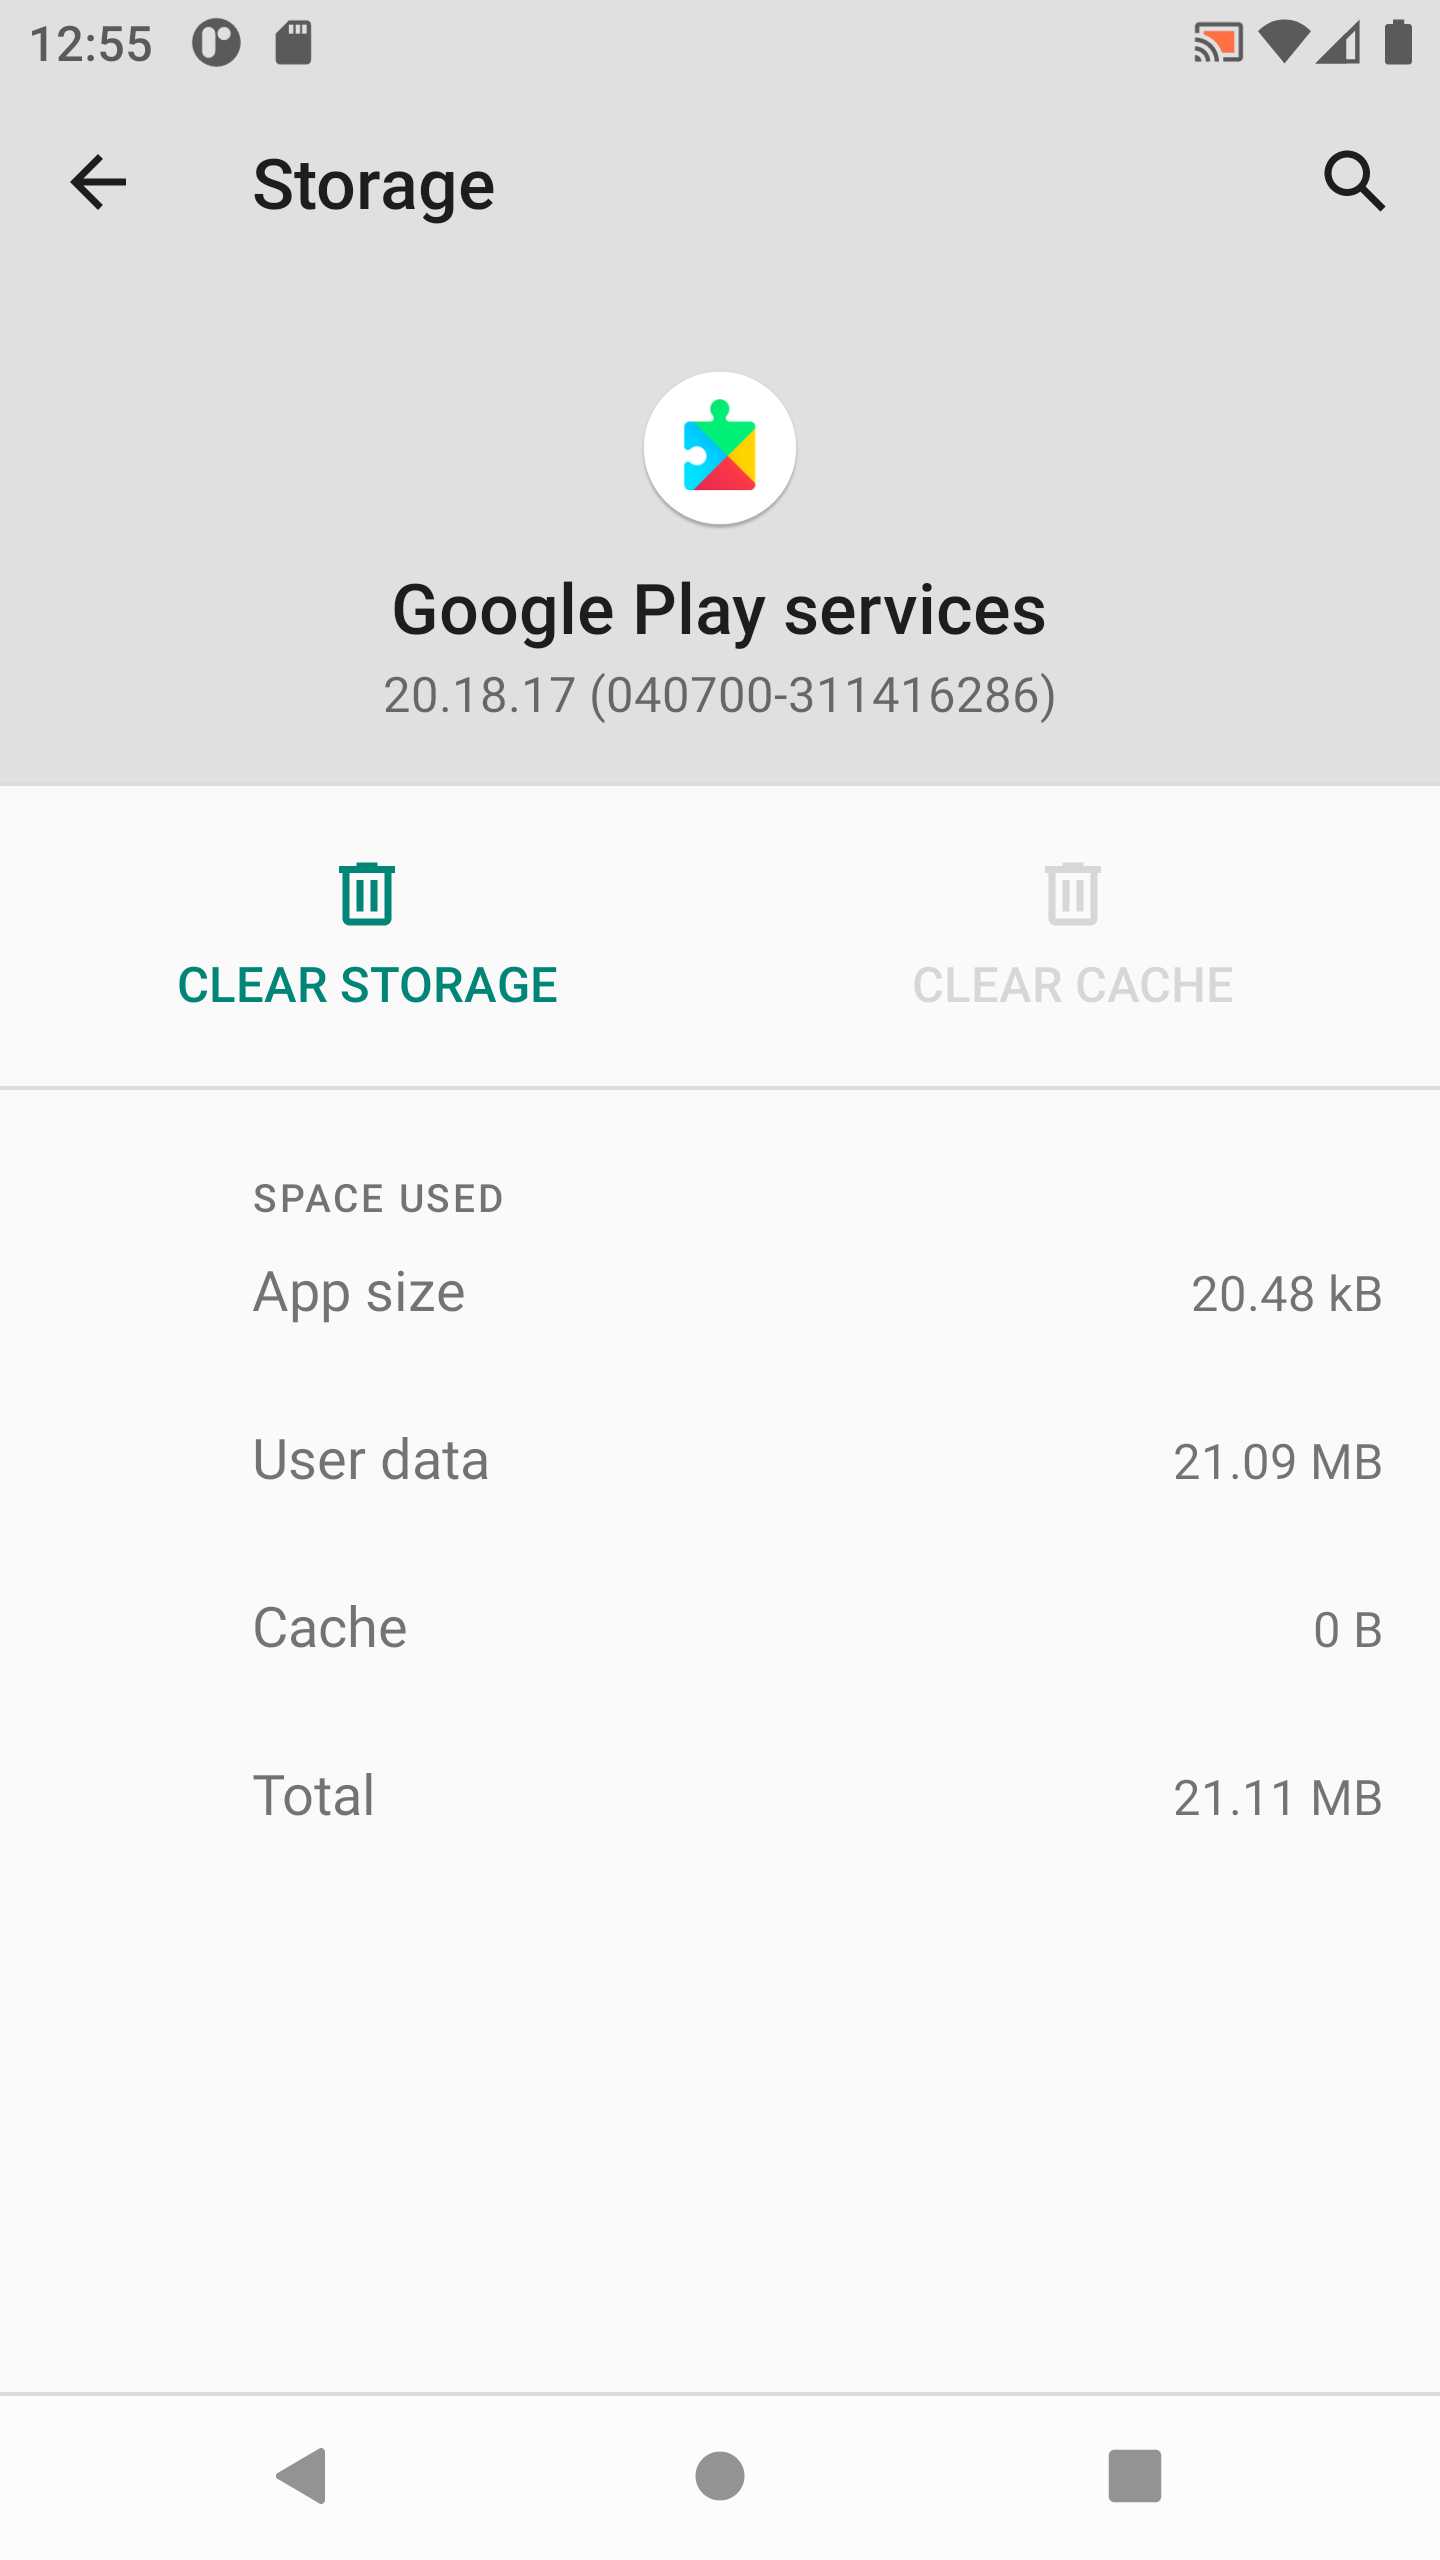 12:55
Storage
Google Play services
20.18.17 (040700-311416286)
CLEAR STORAGE
CLEAR CACHE
SPACE USED
App size 20.48 kB
User data 21.09 MB
Cache 0 B
Total 21.11 MB